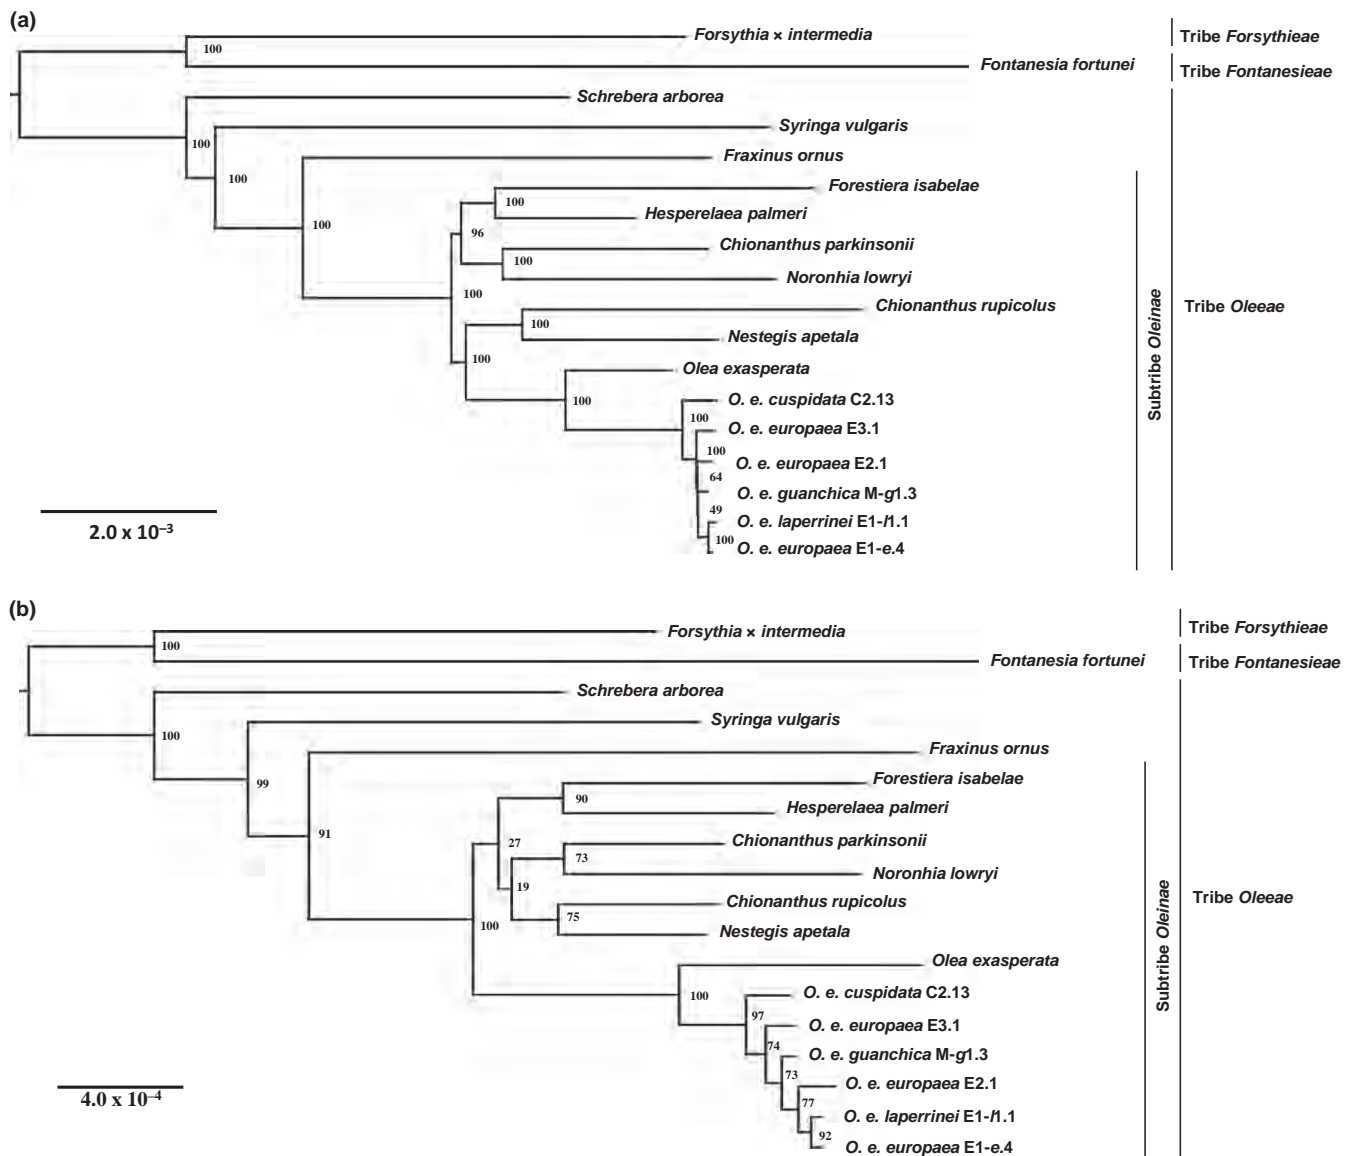 (a)
Forsythia × intermedia
Tribe Forsythieae
100
Fontanesia fortunei
Tribe Fontanesieae
Schrebera arborea
Syringa vulgaris
100
Fraxinus ornus
100
Forestiera isabelae
100
Hesperelaea palmeri
100
96
Chionanthus parkinsonii
100
Noronhia lowryi
100
Chionanthus rupicolus
Tribe Oleeae
100
Nestegis apetala
100
Olea exasperata
Subtribe Oleinae
100
O. e. cuspidata C2.13
100
O. e. europaea E3.1
100
O. e. europaea E2.1
64
O. e. guanchica M-g1.3
49
O. e. laperrinei E1-l1.1
100
O. e. europaea E1-e.4
2.0 x 10–3
(b)
Forsythia × intermedia
Tribe Forsythieae
100
Fontanesia fortunei
Tribe Fontanesieae
Schrebera arborea
Syringa vulgaris
100
Fraxinus ornus
99
Forestiera isabelae
90
Hesperelaea palmeri
91
Chionanthus parkinsonii
27
73
Noronhia lowryi
19
Chionanthus rupicolus
Tribe Oleeae
75
100
Nestegis apetala
Subtribe Oleinae
Olea exasperata
100
O. e. cuspidata C2.13
97
O. e. europaea E3.1
74
O. e. guanchica M-g1.3
73
O. e. europaea E2.1
77
O. e. laperrinei E1-l1.1
92
O. e. europaea E1-e.4
4.0 x 10–4